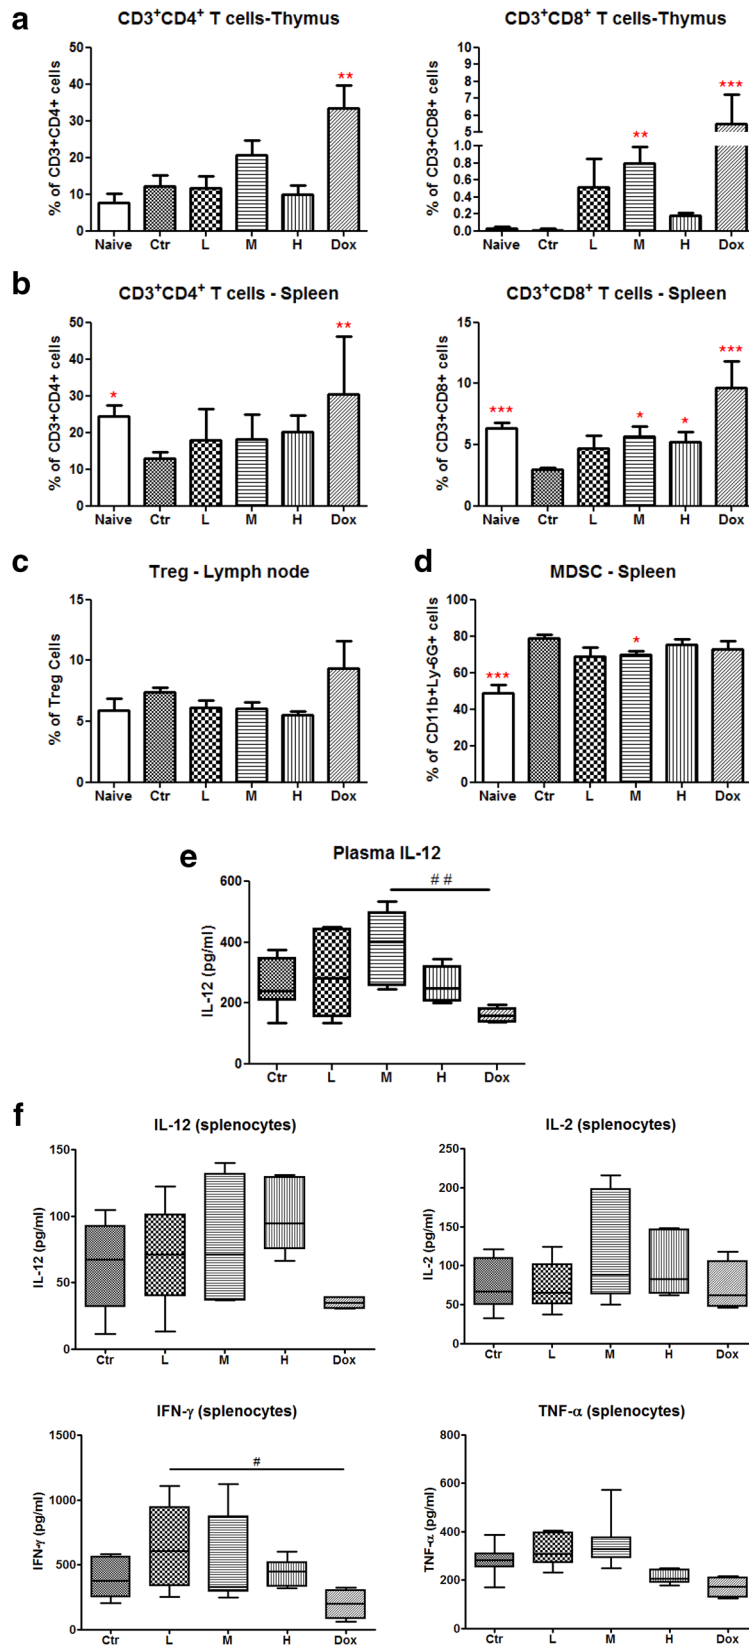 a
CD3+CD4+ T cells-Thymus
% of CD3+CD4+ cells
50
40
30
20
10
0
**
Naive Ctr L M H Dox
CD3+CD8+ T cells-Thymus
% of CD3+CD8+ cells
10
9
8
7
6
5
1.0
0.8
0.6
0.4
0.2
0.0
**
***
Naive Ctr L M H Dox
b
CD3+CD4+ T cells - Spleen
% of CD3+CD4+ cells
50
40
30
20
10
0
*
**
Naive Ctr L M H Dox
CD3+CD8+ T cells - Spleen
% of CD3+CD8+ cells
15
10
5
0
***
*
*
***
Naive Ctr L M H Dox
c
Treg - Lymph node
% of Treg Cells
15
10
5
0
Naive Ctr L M H Dox
d
MDSC - Spleen
% of CD11b+Ly-6G+ cells
100
80
60
40
20
0
***
*
Naive Ctr L M H Dox
e
Plasma IL-12
IL-12 (pg/ml)
600
400
200
0
# #
Ctr L M H Dox
f
IL-12 (splenocytes)
IL-12 (pg/ml)
150
100
50
0
Ctr L M H Dox
IL-2 (splenocytes)
IL-2 (pg/ml)
250
200
150
100
50
0
Ctr L M H Dox
IFN-γ (splenocytes)
IFN-γ (pg/ml)
1500
1000
500
0
#
Ctr L M H Dox
TNF-α (splenocytes)
TNF-α (pg/ml)
800
600
400
200
0
Ctr L M H Dox